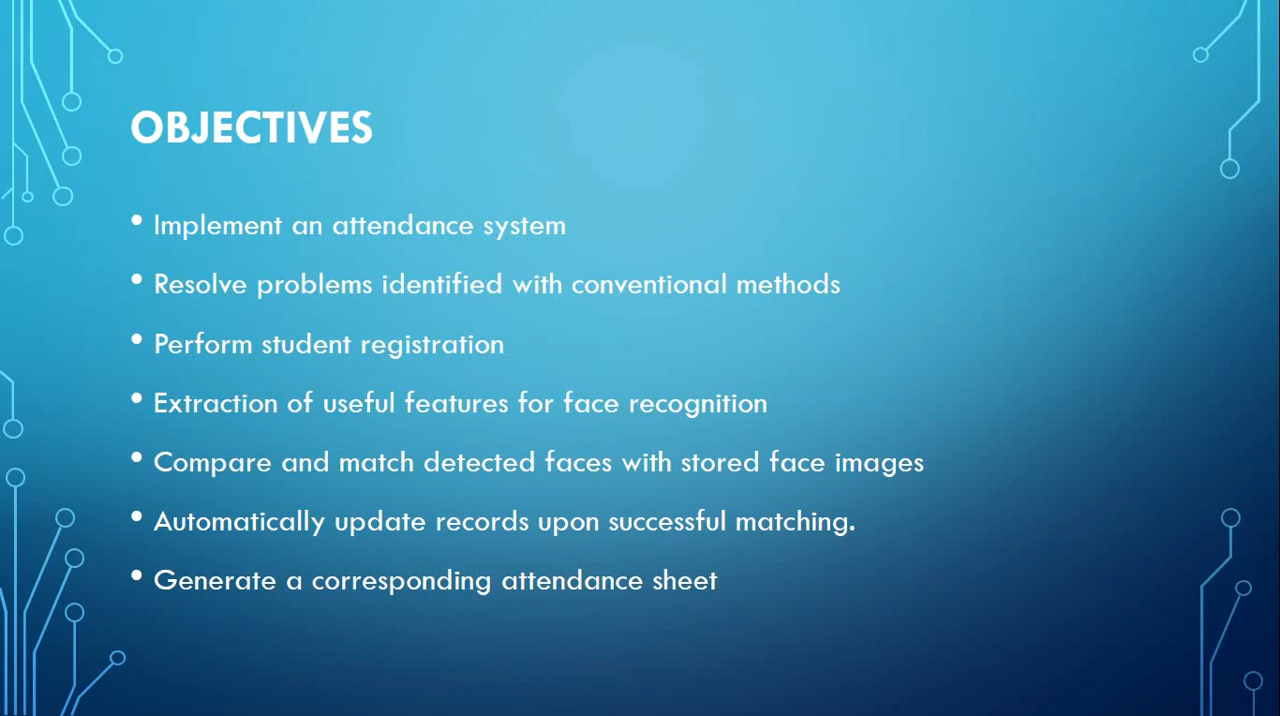 OBJECTIVES
• Implement an attendance system
• Resolve problems identified with conventional methods
• Perform student registration
• Extraction of useful features for face recognition
• Compare and match detected faces with stored face images
• Automatically update records upon successful matching.
• Generate a corresponding attendance sheet